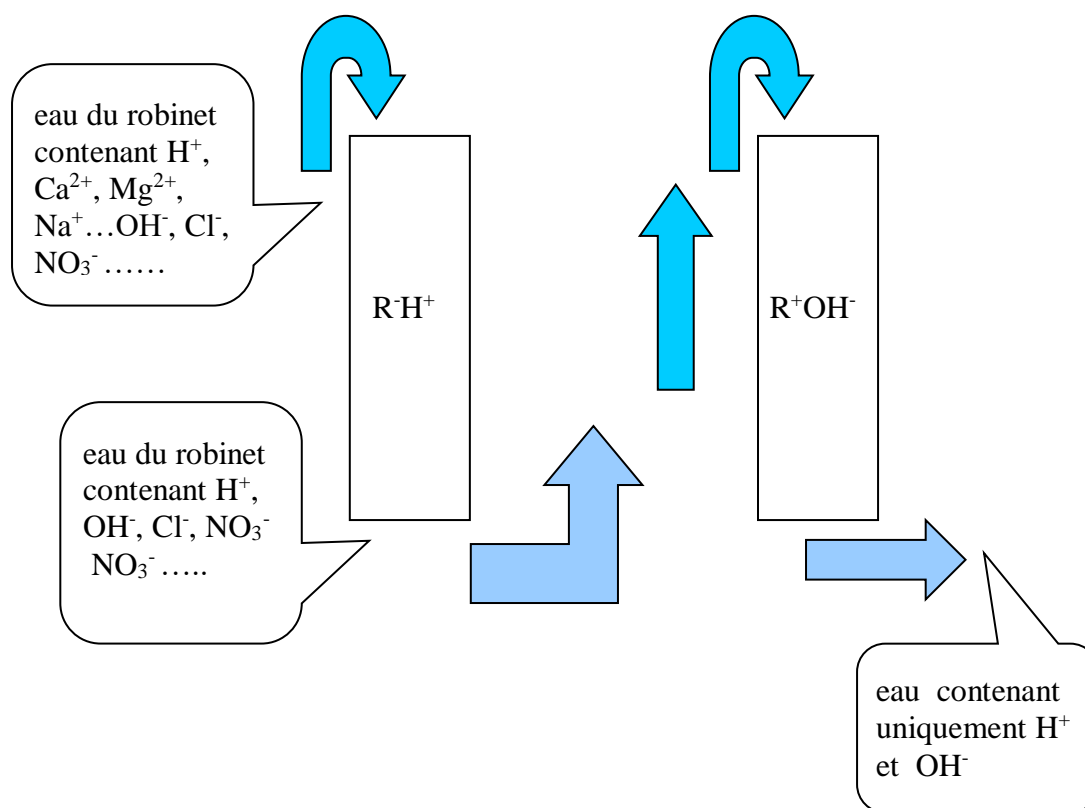 eau du robinet
contenant H⁺,
Ca²⁺, Mg²⁺,
Na⁺…OH⁻, Cl⁻,
NO₃⁻ ……
R⁻H⁺
R⁺OH⁻
eau du robinet
contenant H⁺,
OH⁻, Cl⁻, NO₃⁻
NO₃⁻ …..
eau contenant
uniquement H⁺
et OH⁻